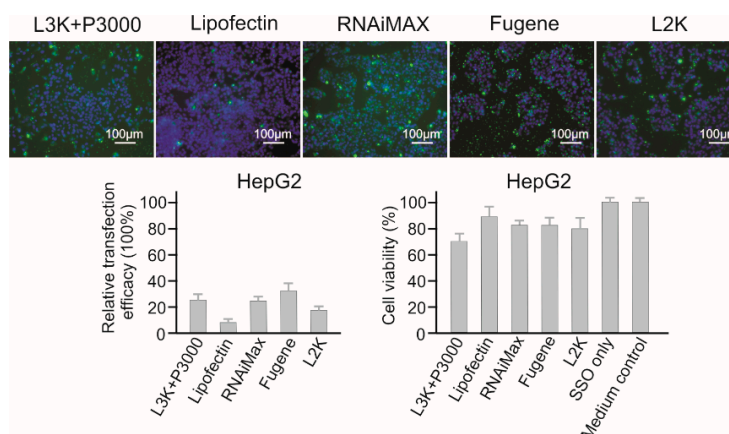 L3K+P3000 Lipofectin RNAiMAX Fugene L2K
100µm 100µm 100µm 100µm 100µm
HepG2
Relative transfection
efficacy (100%)
100
80
60
40
20
0
L3K+P3000
Lipofectin
RNAiMax
Fugene
L2K
HepG2
Cell viability (%)
100
80
60
40
20
0
L3K+P3000
Lipofectin
RNAiMax
Fugene
L2K
SSO only
Medium control